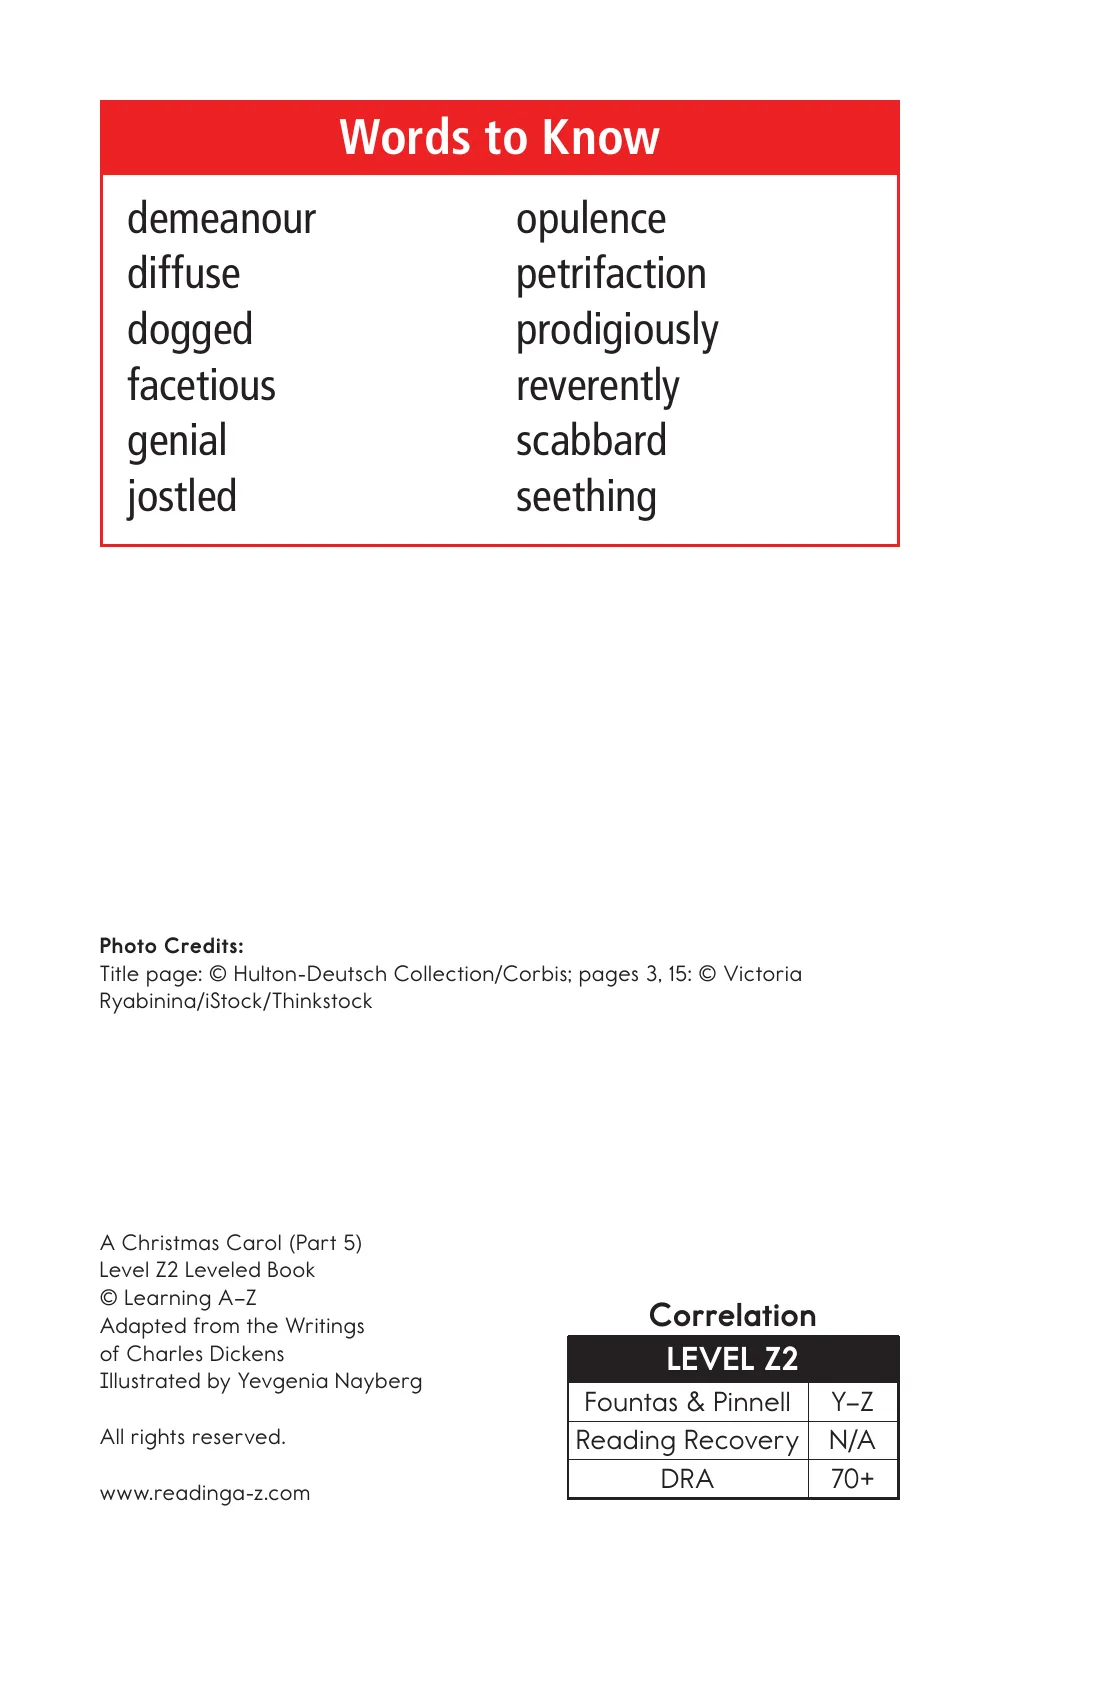 Words to Know
demeanour
diffuse
dogged
facetious
genial
jostled
opulence
petrifaction
prodigiously
reverently
scabbard
seething
Photo Credits:
Title page: © Hulton-Deutsch Collection/Corbis; pages 3, 15: © Victoria
Ryabinina/iStock/Thinkstock
A Christmas Carol (Part 5)
Level Z2 Leveled Book
© Learning A–Z
Adapted from the Writings
of Charles Dickens
Illustrated by Yevgenia Nayberg
All rights reserved.
www.readinga-z.com
Correlation
LEVEL Z2
Fountas & Pinnell Y–Z
Reading Recovery N/A
DRA 70+